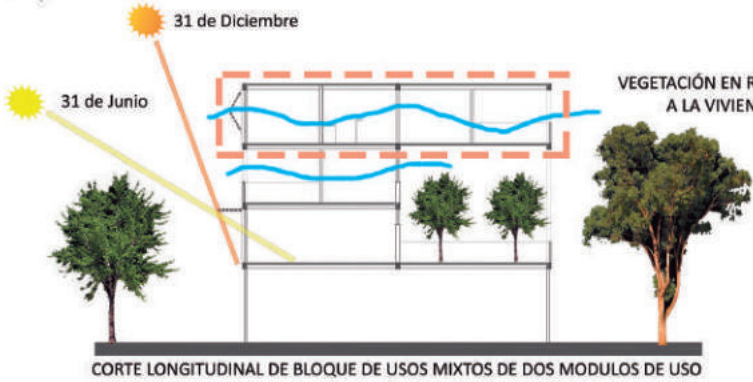 31 de Diciembre
31 de Junio
VEGETACIÓN EN
A LA
CORTE LONGITUDINAL DE BLOQUE DE USOS MIXTOS DE DOS MODULOS DE USO